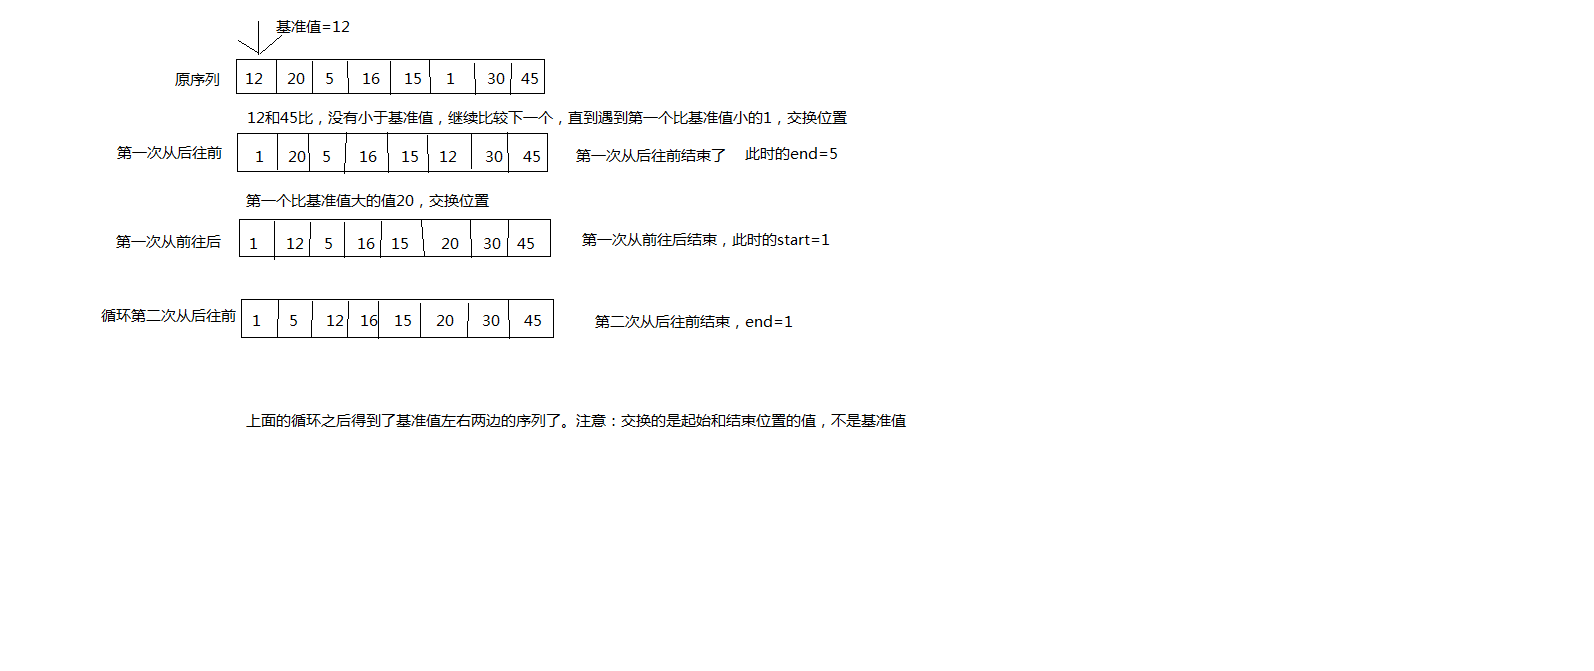 基准值=12
原序列 12 20 5 16 15 1 30 45
12和45比，没有小于基准值，继续比较下一个，直到遇到第一个比基准值小的1，交换位置
第一次从后往前 1 20 5 16 15 12 30 45 第一次从后往前结束了 此时的end=5
第一个比基准值大的值20，交换位置
第一次从前往后 1 12 5 16 15 20 30 45 第一次从前往后结束，此时的start=1
循环第二次从后往前 1 5 12 16 15 20 30 45 第二次从后往前结束，end=1
上面的循环之后得到了基准值左右两边的序列了。注意：交换的是起始和结束位置的值，不是基准值